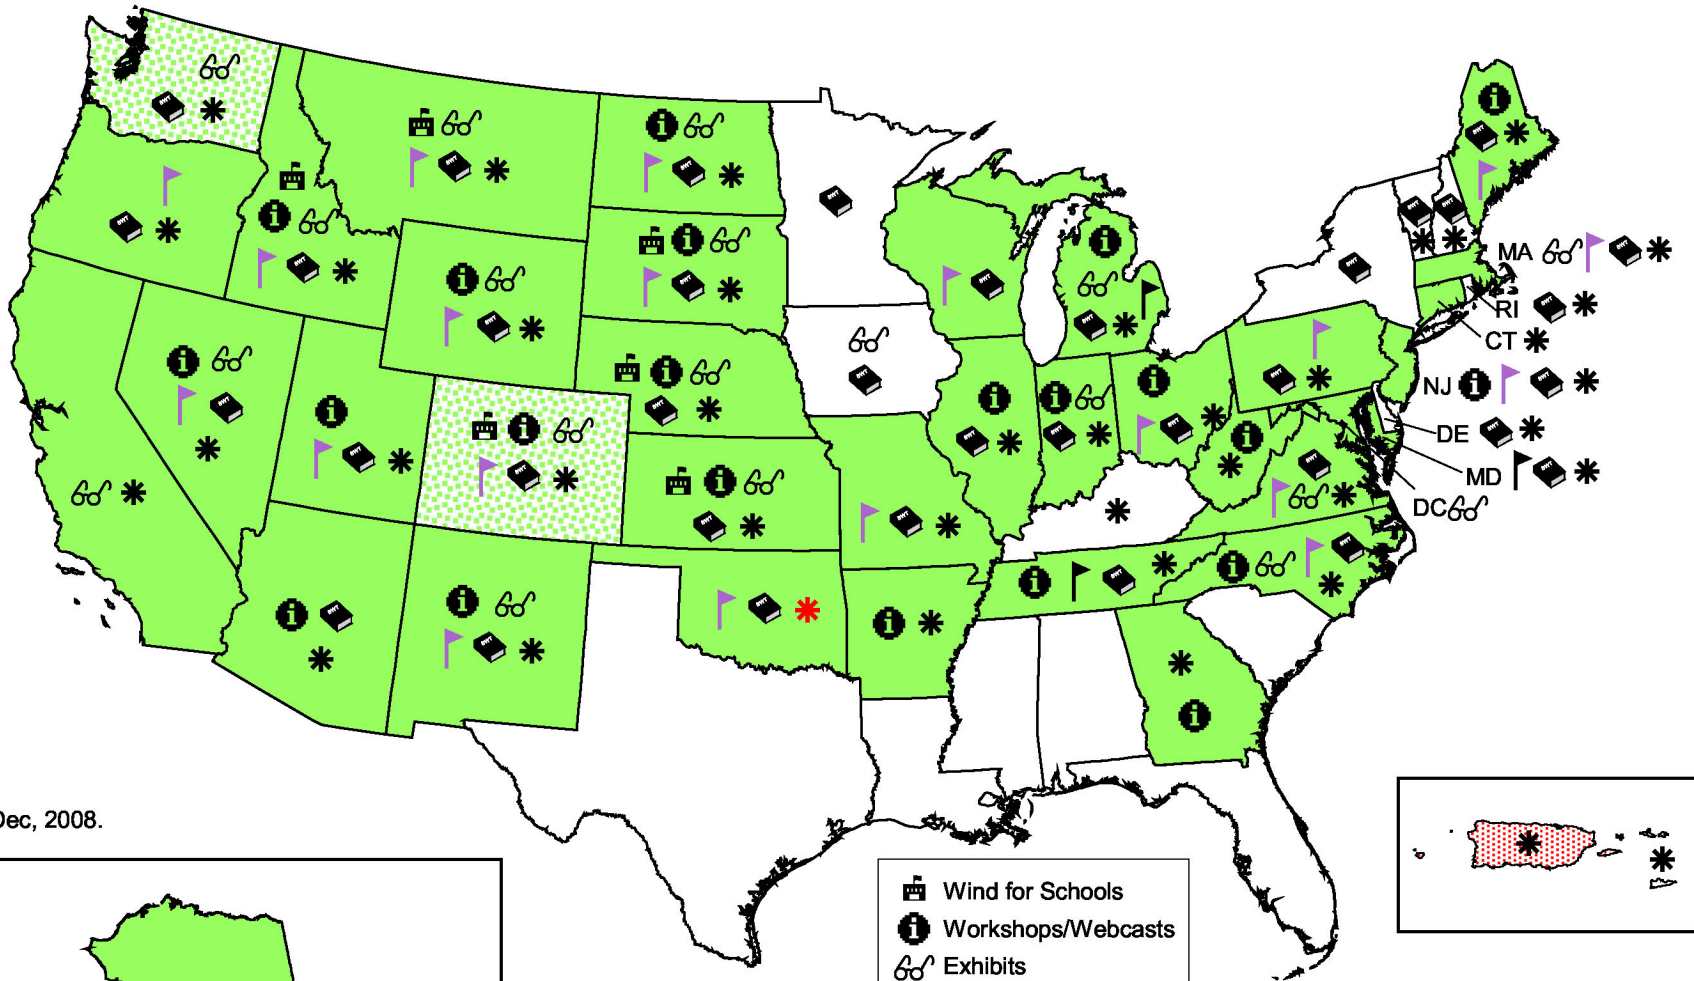 MA
RI
CT
NJ
DE
MD
DC
Dec, 2008.
Wind for Schools
Workshops/Webcasts
Exhibits